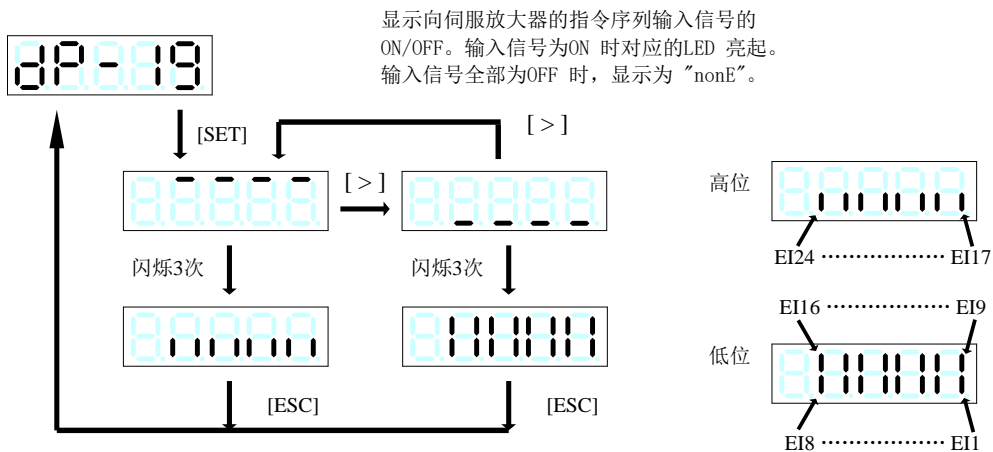 显示向伺服放大器的指令序列输入信号的
ON/OFF。输入信号为ON 时对应的LED 亮起。
输入信号全部为OFF 时，显示为 "nonE"。
dP-19
[SET]
[ > ]
[ > ]
高位
EI24 ⋯⋯⋯⋯⋯⋯ EI17
闪烁3次
闪烁3次
EI16 ⋯⋯⋯⋯⋯⋯ EI9
低位
[ESC]
[ESC]
EI8 ⋯⋯⋯⋯⋯⋯ EI1